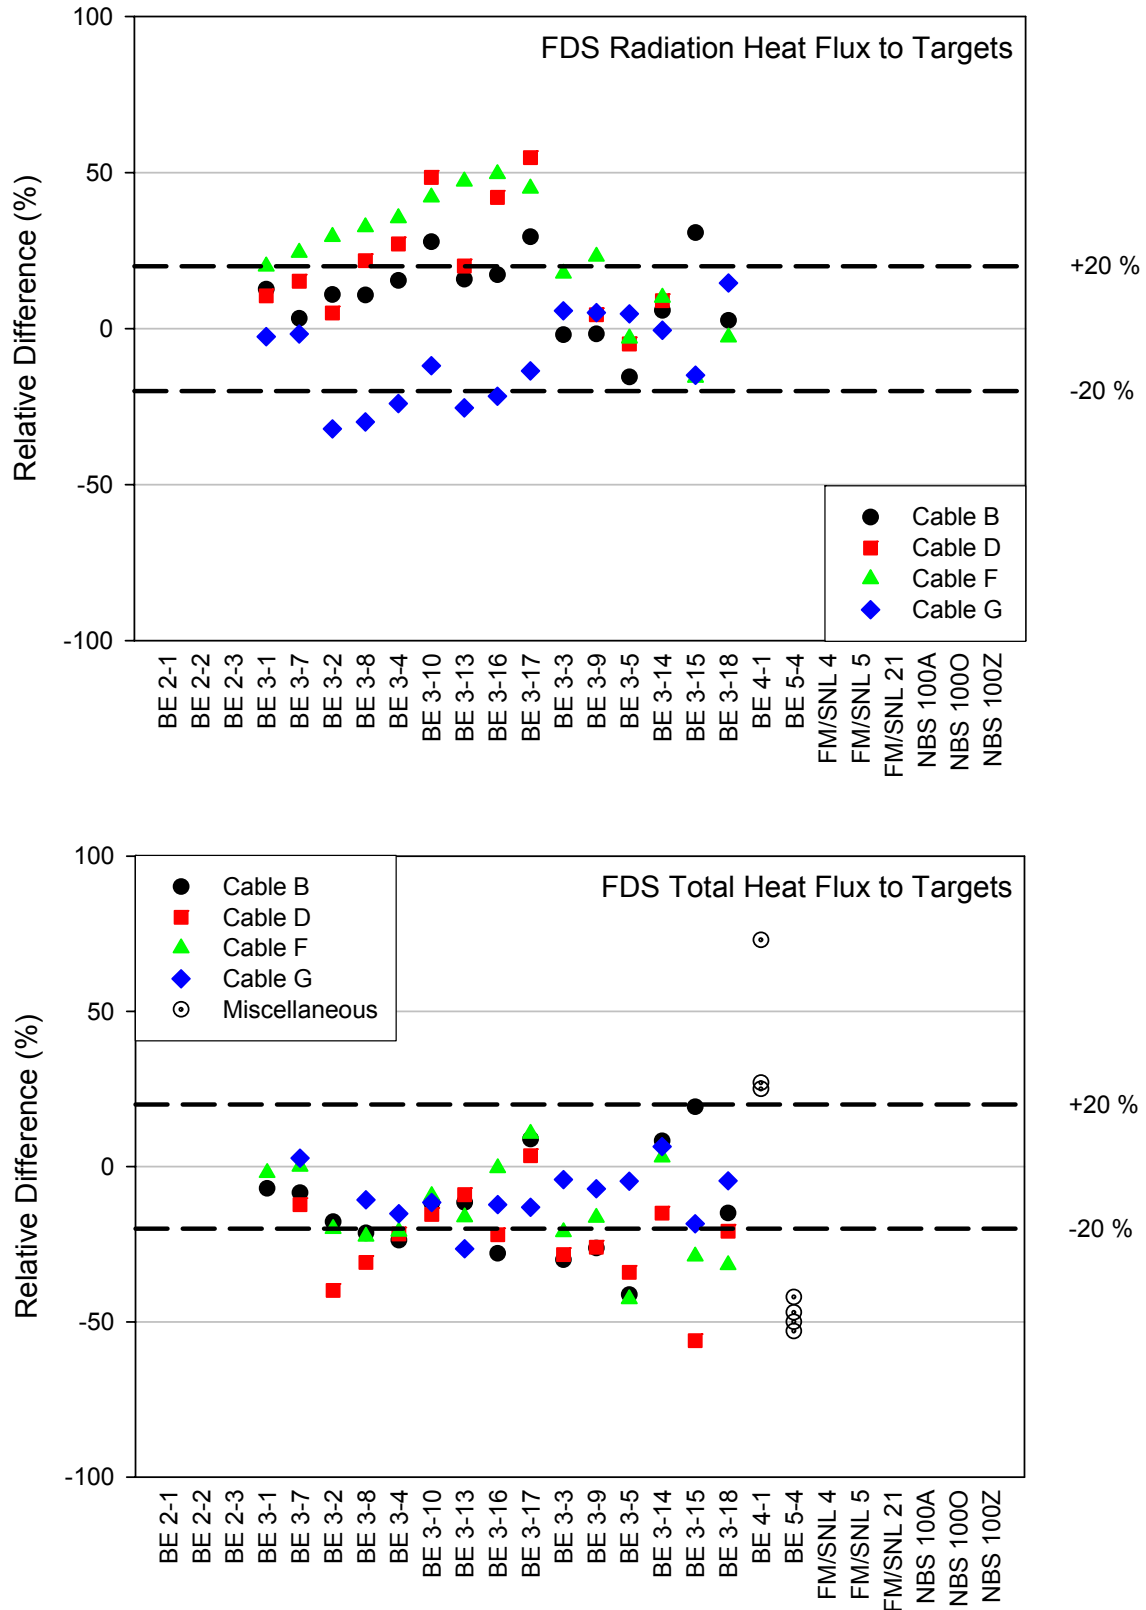 FDS Radiation Heat Flux to Targets
Relative Difference (%)
100
50
0
-50
-100
+20 %
-20 %
Cable B
Cable D
Cable F
Cable G
BE 2-1
BE 2-2
BE 2-3
BE 3-1
BE 3-7
BE 3-2
BE 3-8
BE 3-4
BE 3-10
BE 3-13
BE 3-16
BE 3-17
BE 3-3
BE 3-9
BE 3-5
BE 3-14
BE 3-15
BE 3-18
BE 4-1
BE 5-4
FM/SNL 4
FM/SNL 5
FM/SNL 21
NBS 100A
NBS 100O
NBS 100Z
FDS Total Heat Flux to Targets
Relative Difference (%)
100
50
0
-50
-100
Cable B
Cable D
Cable F
Cable G
Miscellaneous
+20 %
-20 %
BE 2-1
BE 2-2
BE 2-3
BE 3-1
BE 3-7
BE 3-2
BE 3-8
BE 3-4
BE 3-10
BE 3-13
BE 3-16
BE 3-17
BE 3-3
BE 3-9
BE 3-5
BE 3-14
BE 3-15
BE 3-18
BE 4-1
BE 5-4
FM/SNL 4
FM/SNL 5
FM/SNL 21
NBS 100A
NBS 100O
NBS 100Z